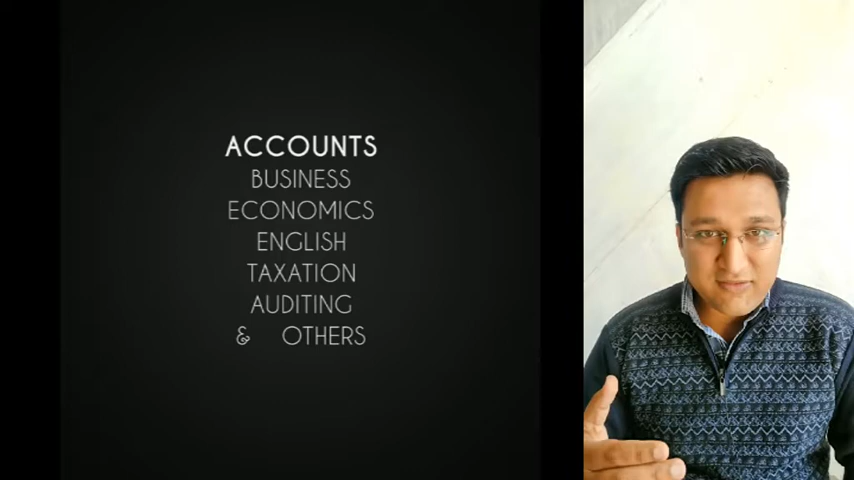 ACCOUNTS
BUSINESS
ECONOMICS
ENGLISH
TAXATION
AUDITING
& OTHERS